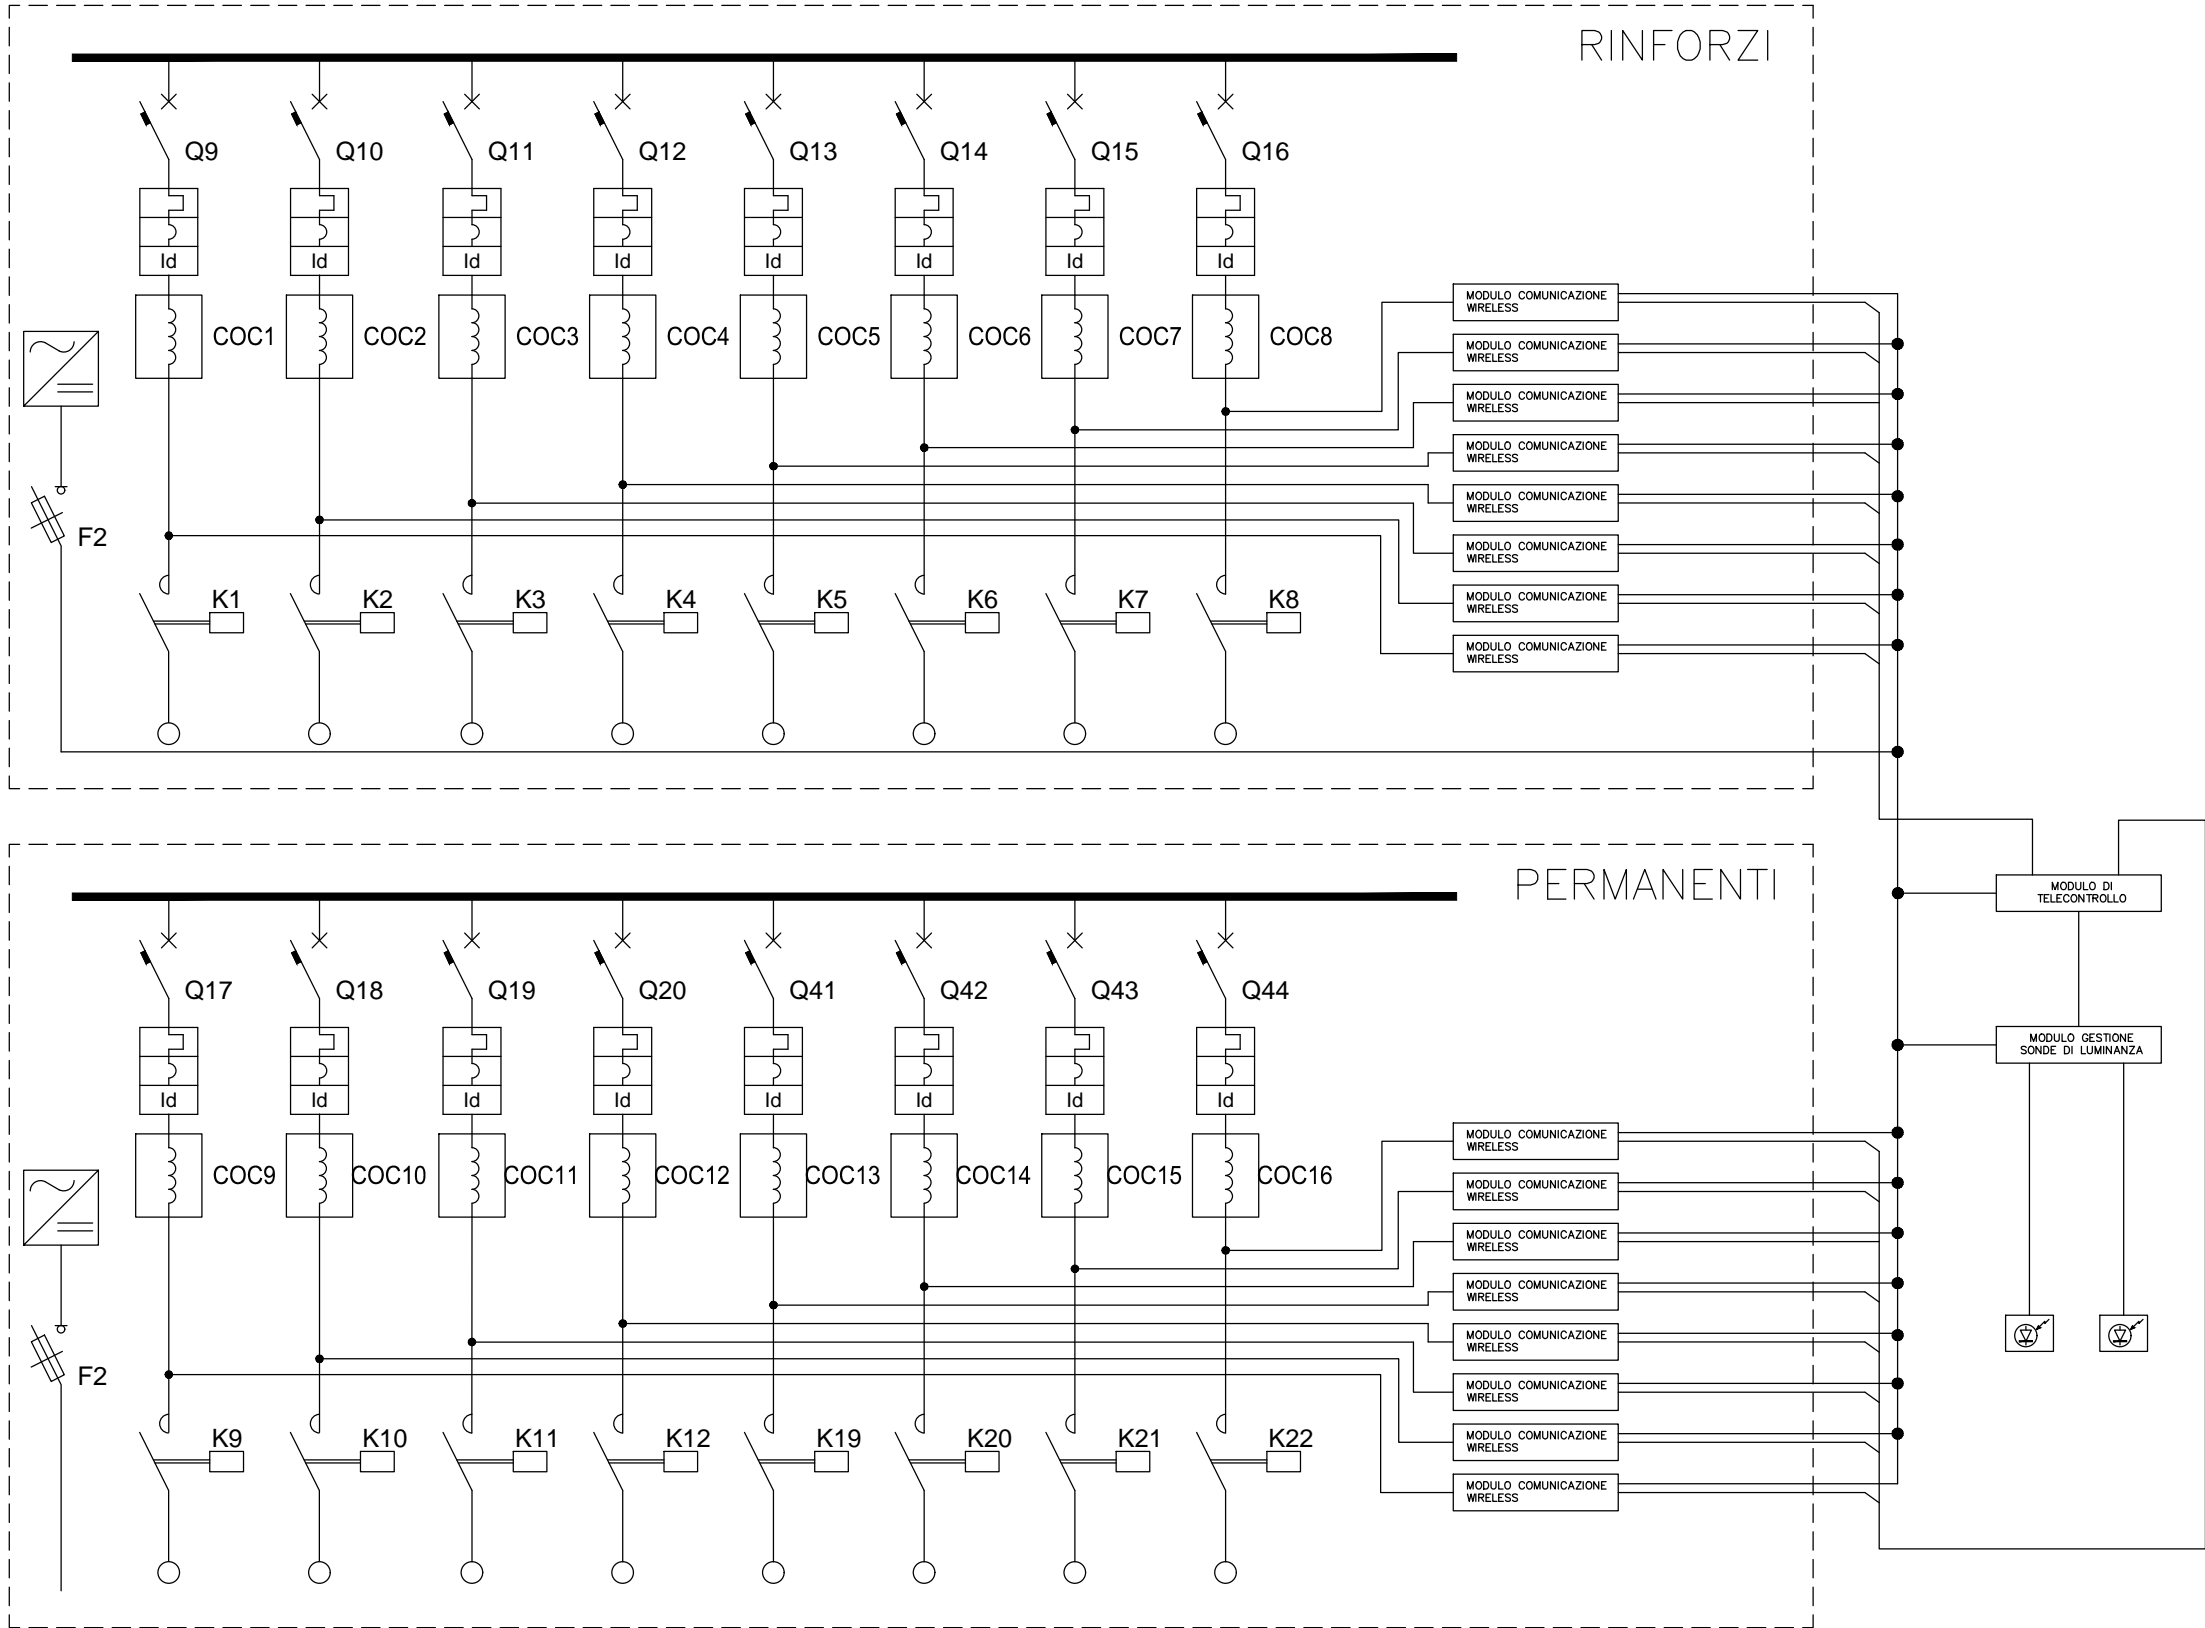 RINFORZI
Q9 Q10 Q11 Q12 Q13 Q14 Q15 Q16
Id Id Id Id Id Id Id Id
COC1 COC2 COC3 COC4 COC5 COC6 COC7 COC8
MODULO COMUNICAZIONE
WIRELESS
MODULO COMUNICAZIONE
WIRELESS
MODULO COMUNICAZIONE
WIRELESS
MODULO COMUNICAZIONE
WIRELESS
MODULO COMUNICAZIONE
WIRELESS
MODULO COMUNICAZIONE
WIRELESS
MODULO COMUNICAZIONE
WIRELESS
MODULO COMUNICAZIONE
WIRELESS
F2
K1 K2 K3 K4 K5 K6 K7 K8
PERMANENTI
MODULO DI
TELECONTROLLO
Q17 Q18 Q19 Q20 Q41 Q42 Q43 Q44
MODULO GESTIONE
SONDE DI LUMINANZA
Id Id Id Id Id Id Id Id
COC9 COC10 COC11 COC12 COC13 COC14 COC15 COC16
MODULO COMUNICAZIONE
WIRELESS
MODULO COMUNICAZIONE
WIRELESS
MODULO COMUNICAZIONE
WIRELESS
MODULO COMUNICAZIONE
WIRELESS
MODULO COMUNICAZIONE
WIRELESS
MODULO COMUNICAZIONE
WIRELESS
MODULO COMUNICAZIONE
WIRELESS
MODULO COMUNICAZIONE
WIRELESS
F2
K9 K10 K11 K12 K19 K20 K21 K22